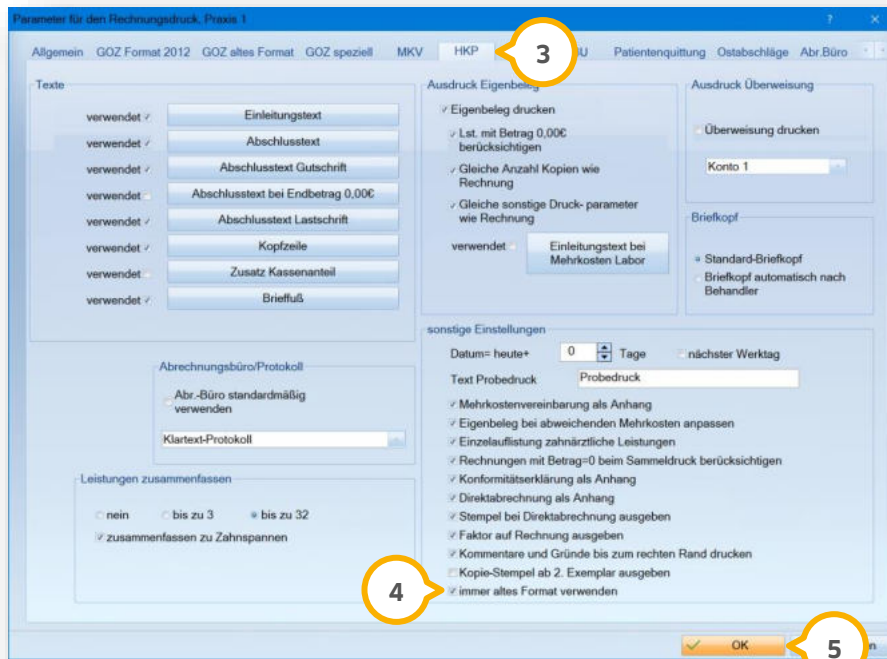 Parameter für den Rechnungsdruck, Praxis 1
?
×
Allgemein GOZ Format 2012 GOZ altes Format GOZ speziell MKV HKP 3 Patientenquittung Ostabschläge Abr.Büro
Texte
verwendet Einleitungstext
verwendet Abschlusstext
verwendet Abschlusstext Gutschrift
verwendet Abschlusstext bei Endbetrag 0,00€
verwendet Abschlusstext Lastschrift
verwendet Kopfzeile
verwendet Zusatz Kassenanteil
verwendet Brieffuß
Ausdruck Eigenbeleg
Eigenbeleg drucken
Lst. mit Betrag 0,00€
berücksichtigen
Gleiche Anzahl Kopien wie
Rechnung
Gleiche sonstige Druck- parameter
wie Rechnung
verwendet Einleitungstext bei
Mehrkosten Labor
Ausdruck Überweisung
Überweisung drucken
Konto 1
Briefkopf
Standard-Briefkopf
Briefkopf automatisch nach
Behandler
Abrechnungsbüro/Protokoll
Abr.-Büro standardmäßig
verwenden
Klartext-Protokoll
Leistungen zusammenfassen
nein bis zu 3 bis zu 32
zusammenfassen zu Zahnspannen
sonstige Einstellungen
Datum= heute+ 0 Tage nächster Werktag
Text Probedruck Probedruck
Mehrkostenvereinbarung als Anhang
Eigenbeleg bei abweichenden Mehrkosten anpassen
Einzelauflistung zahnärztliche Leistungen
Rechnungen mit Betrag=0 beim Sammeldruck berücksichtigen
Konformitätserklärung als Anhang
Direktabrechnung als Anhang
Stempel bei Direktabrechnung ausgeben
Faktor auf Rechnung ausgeben
Kommentare und Gründe bis zum rechten Rand drucken
Kopie-Stempel ab 2. Exemplar ausgeben
4 immer altes Format verwenden
OK 5